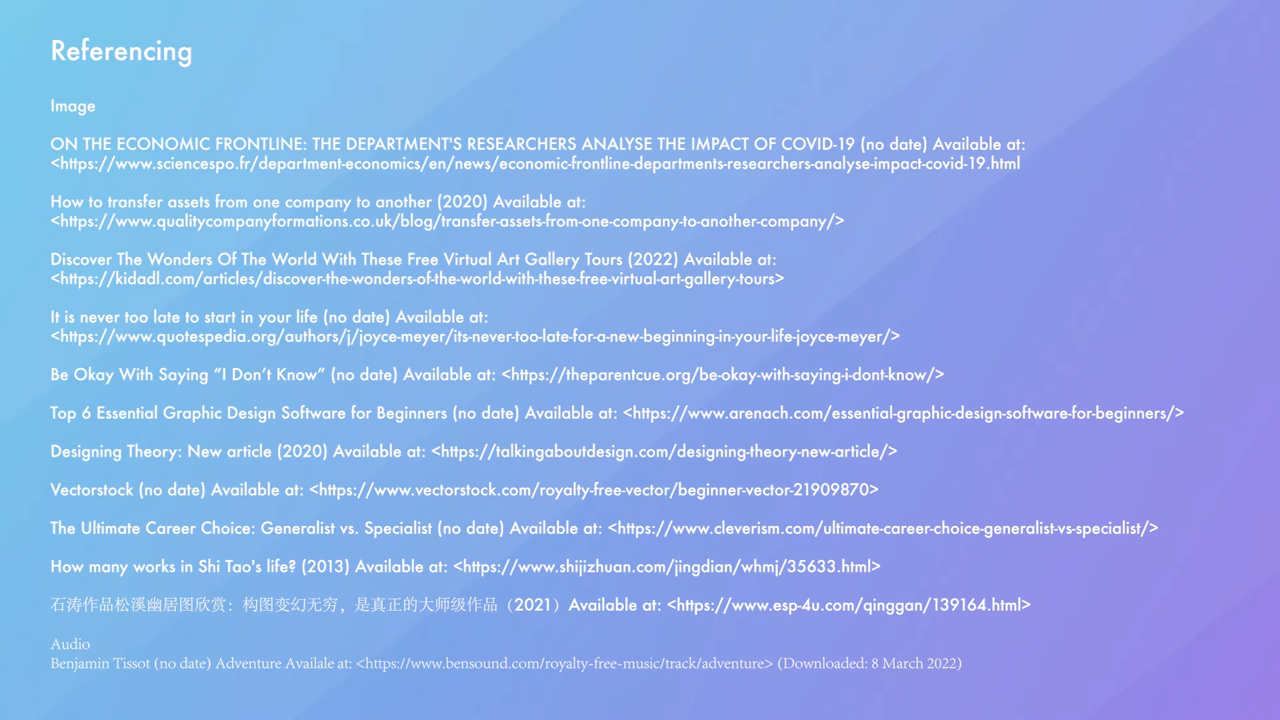 Referencing
Image
ON THE ECONOMIC FRONTLINE: THE DEPARTMENT'S RESEARCHERS ANALYSE THE IMPACT OF COVID-19 (no date) Available at:
<https://www.sciencespo.fr/department-economics/en/news/economic-frontline-departments-researchers-analyse-impact-covid-19.html
How to transfer assets from one company to another (2020) Available at:
<https://www.qualitycompanyformations.co.uk/blog/transfer-assets-from-one-company-to-another-company/>
Discover The Wonders Of The World With These Free Virtual Art Gallery Tours (2022) Available at:
<https://kidadl.com/articles/discover-the-wonders-of-the-world-with-these-free-virtual-art-gallery-tours>
It is never too late to start in your life (no date) Available at:
<https://www.quotespedia.org/authors/j/joyce-meyer/its-never-too-late-for-a-new-beginning-in-your-life-joyce-meyer/>
Be Okay With Saying “I Don’t Know” (no date) Available at: <https://theparentcue.org/be-okay-with-saying-i-dont-know/>
Top 6 Essential Graphic Design Software for Beginners (no date) Available at: <https://www.arenach.com/essential-graphic-design-software-for-beginners/>
Designing Theory: New article (2020) Available at: <https://talkingaboutdesign.com/designing-theory-new-article/>
Vectorstock (no date) Available at: <https://www.vectorstock.com/royalty-free-vector/beginner-vector-21909870>
The Ultimate Career Choice: Generalist vs. Specialist (no date) Available at: <https://www.cleverism.com/ultimate-career-choice-generalist-vs-specialist/>
How many works in Shi Tao's life? (2013) Available at: <https://www.shijizhuan.com/jingdian/whmj/35633.html>
石涛作品松溪幽居图欣赏：构图变幻无穷，是真正的大师级作品（2021）Available at: <https://www.esp-4u.com/qinggan/139164.html>
Audio
Benjamin Tissot (no date) Adventure Availale at: <https://www.bensound.com/royalty-free-music/track/adventure> (Downloaded: 8 March 2022)